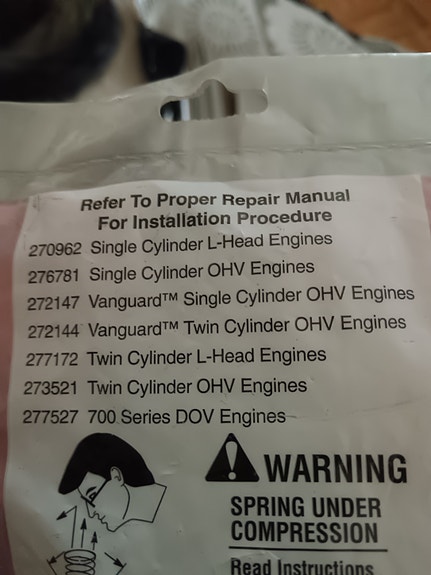 Refer To Proper Repair Manual
For Installation Procedure
270962 Single Cylinder L-Head Engines
276781 Single Cylinder OHV Engines
272147 Vanguard™ Single Cylinder OHV Engines
272144 Vanguard™ Twin Cylinder OHV Engines
277172 Twin Cylinder L-Head Engines
273521 Twin Cylinder OHV Engines
277527 700 Series DOV Engines
WARNING
SPRING UNDER
COMPRESSION
Read Instructions